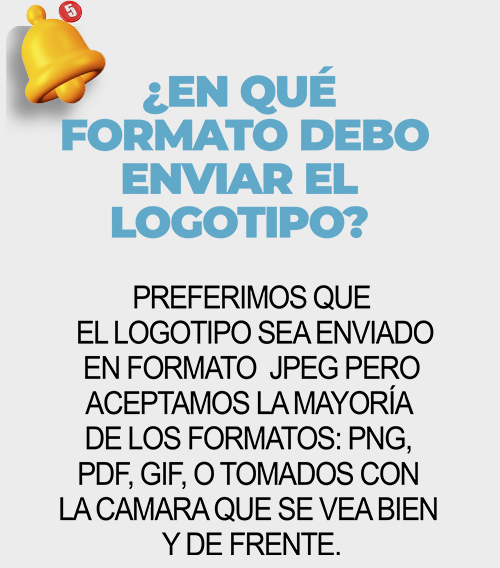 5
¿EN QUÉ
FORMATO DEBO
ENVIAR EL
LOGOTIPO?
PREFERIMOS QUE
EL LOGOTIPO SEA ENVIADO
EN FORMATO JPEG PERO
ACEPTAMOS LA MAYORÍA
DE LOS FORMATOS: PNG,
PDF, GIF, O TOMADOS CON
LA CAMARA QUE SE VEA BIEN
Y DE FRENTE.